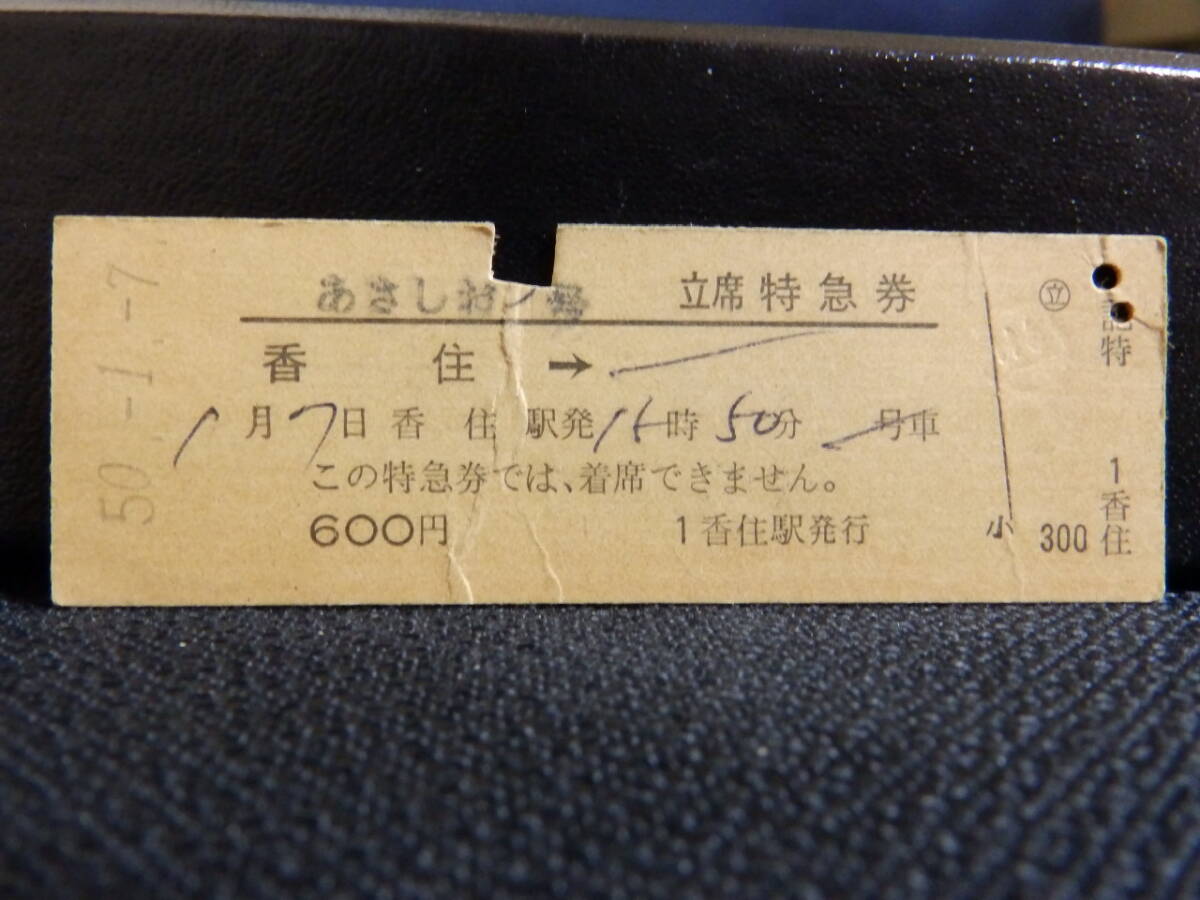 50-1-7
あさしお 号 立席特急券 ㊎
香住→
1月7日 香住駅発15時50分 号車
この特急券では、着席できません。
600円 1香住駅発行 小 300
記特 1香住